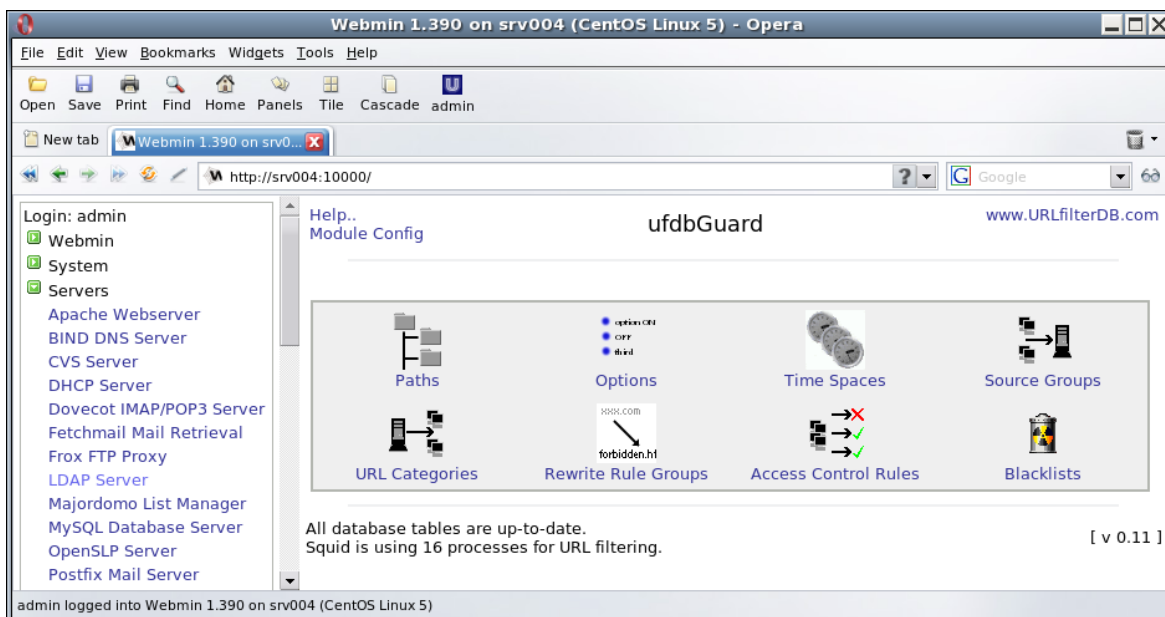 Webmin 1.390 on srv004 (CentOS Linux 5) - Opera
File Edit View Bookmarks Widgets Tools Help
Open Save Print Find Home Panels Tile Cascade admin
New tab Webmin 1.390 on srv0...
http://srv004:10000/ ? G Google
Login: admin
Webmin
System
Servers
Apache Webserver
BIND DNS Server
CVS Server
DHCP Server
Dovecot IMAP/POP3 Server
Fetchmail Mail Retrieval
Frox FTP Proxy
LDAP Server
Majordomo List Manager
MySQL Database Server
OpenSLP Server
Postfix Mail Server
Help..
Module Config
ufdbGuard
www.URLfilterDB.com
option ON
OFF
third
Paths Options Time Spaces Source Groups
xxx.com
forbidden.ht
URL Categories Rewrite Rule Groups Access Control Rules Blacklists
All database tables are up-to-date.
Squid is using 16 processes for URL filtering.
[ v 0.11 ]
admin logged into Webmin 1.390 on srv004 (CentOS Linux 5)